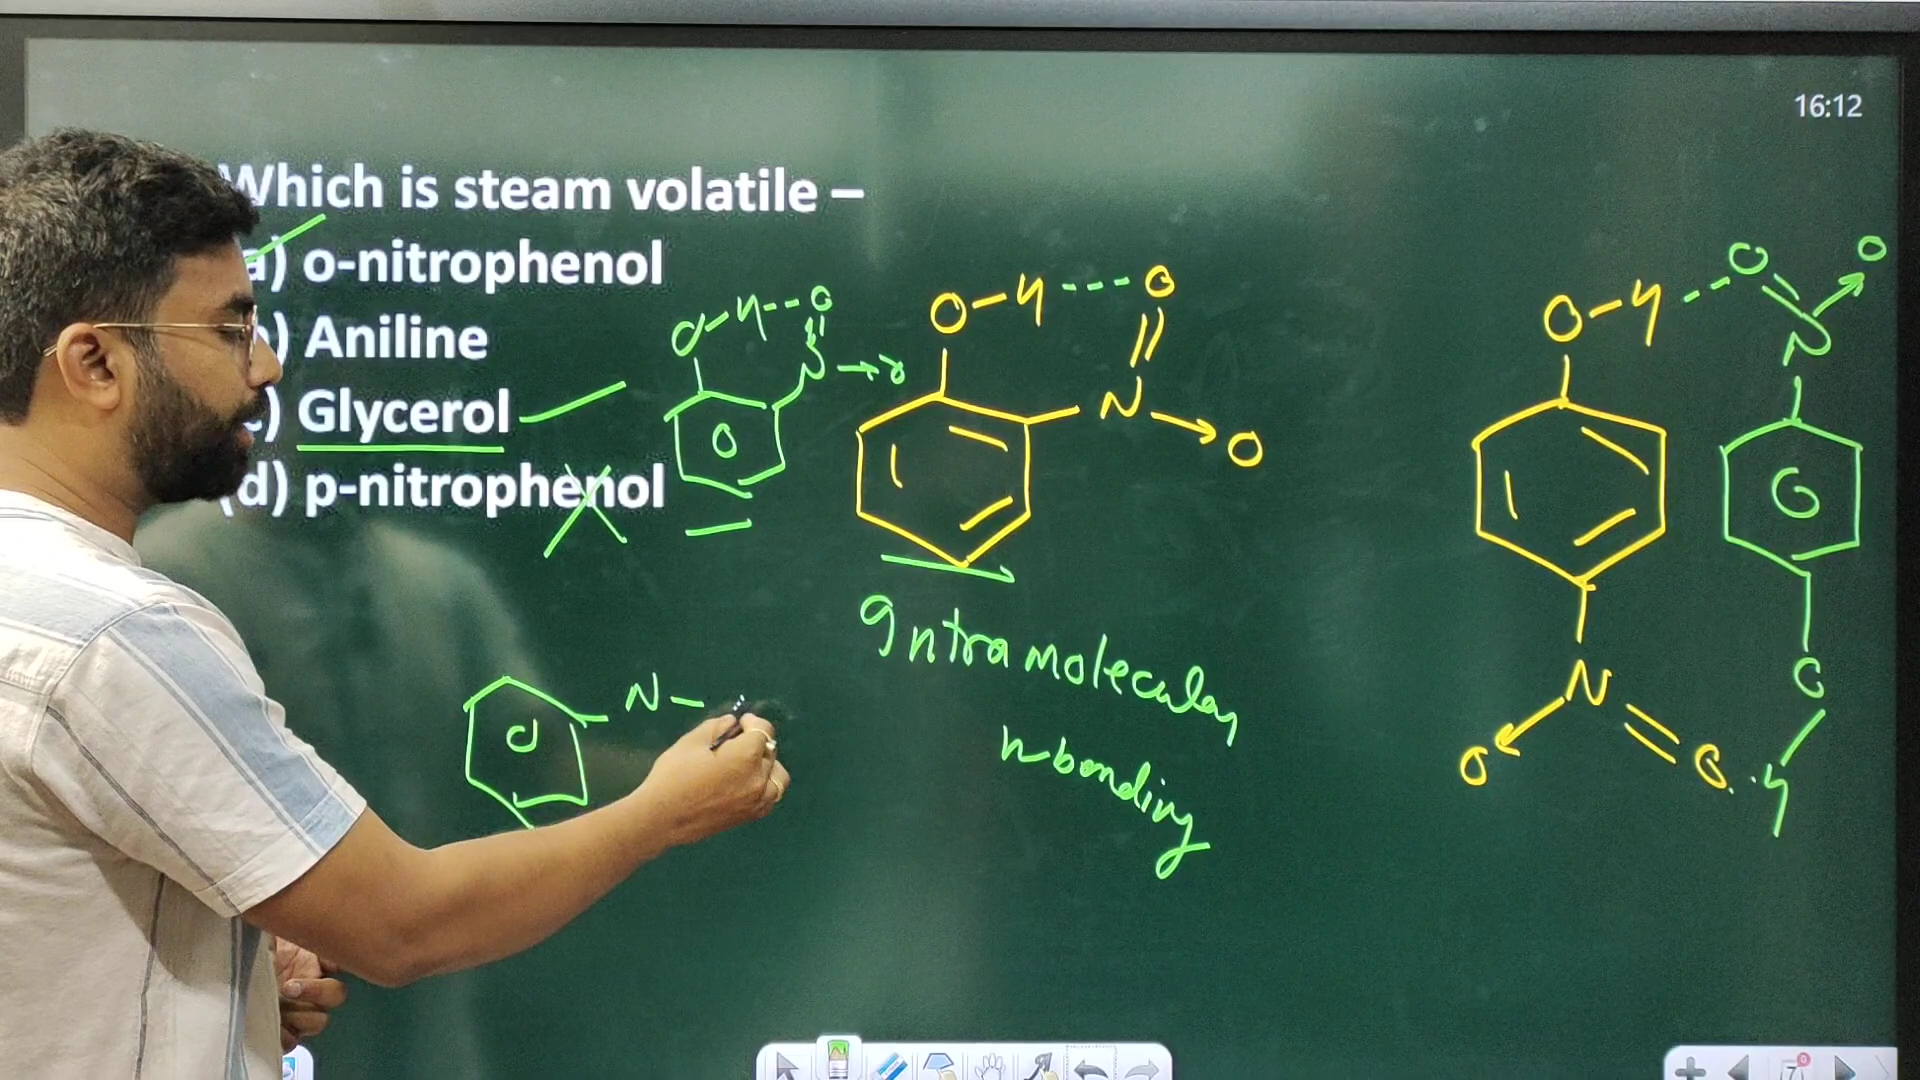 16:12
Which is steam volatile –
a) o-nitrophenol
) Aniline
) Glycerol
(d) p-nitrophenol
O-H---O
N→O
O-H---O
N→O
O-H---O
N→O
N
O
O
O
H
Intramolecular
H-bonding
N-